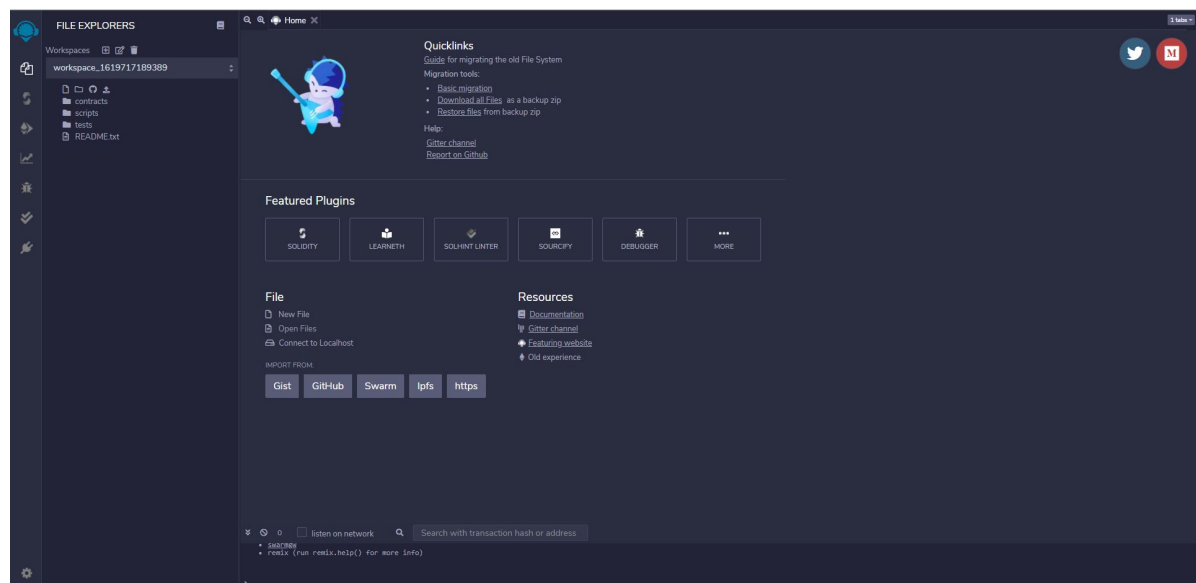 FILE EXPLORERS
Workspaces
workspace_1619717189389
contracts
scripts
tests
README.txt
Home
1 tabs
Quicklinks
Guide for migrating the old File System
Migration tools:
Basic migration
Download all Files as a backup zip
Restore files from backup zip
Help:
Gitter channel
Report on Github
M
Featured Plugins
SOLIDITY
LEARNETH
SOLHINT LINTER
SOURCIFY
DEBUGGER
MORE
File
New File
Open Files
Connect to Localhost
IMPORT FROM:
Gist GitHub Swarm Ipfs https
Resources
Documentation
Gitter channel
Featuring website
Old experience
0 listen on network Search with transaction hash or address
swarmgw
remix (run remix.help() for more info)
>